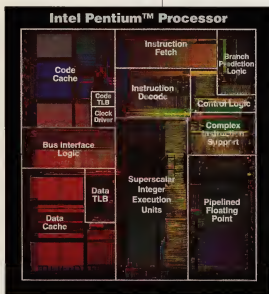 Intel Pentium™ Processor
Code
Cache
Code
TLB
Clock
Driver
Instruction
Fetch
Branch
Prediction
Logic
Instruction
Decode
Control Logic
Complex
Instruction
Support
Bus Interface
Logic
Data
TLB
Data
Cache
Superscalar
Integer
Execution
Units
Pipelined
Floating
Point